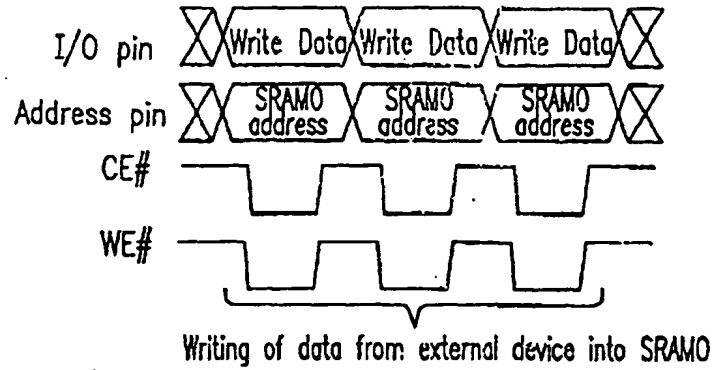 I/O pin Write Data Write Data Write Data
Address pin SRAM0 address SRAM0 address SRAM0 address
CE#
WE#
Writing of data from external device into SRAM0